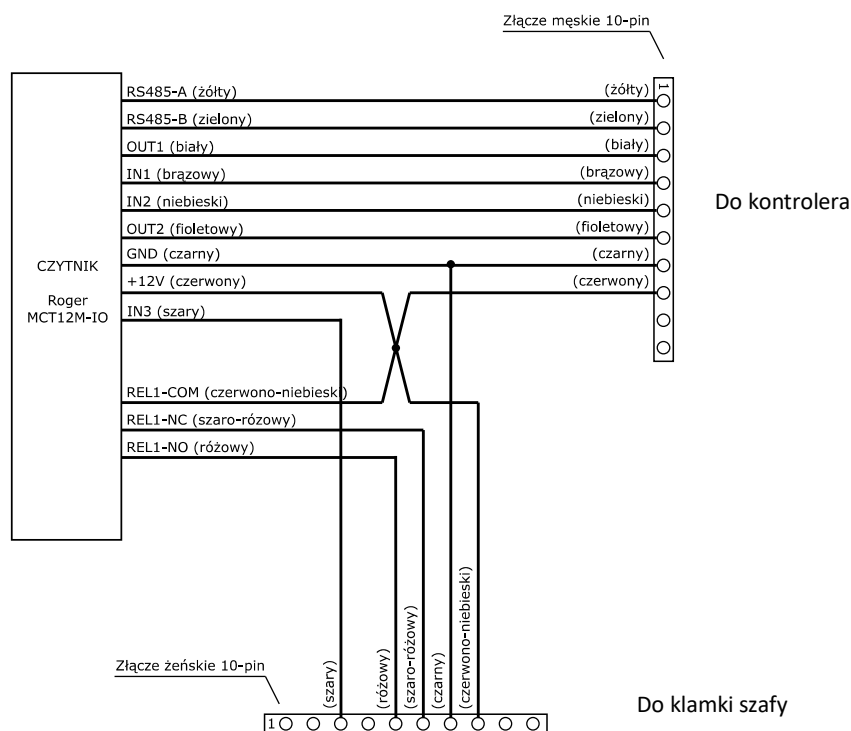 Złącze męskie 10-pin
RS485-A (żółty)
(żółty)
1
RS485-B (zielony)
(zielony)
OUT1 (biały)
(biały)
IN1 (brązowy)
(brązowy)
IN2 (niebieski)
(niebieski)
Do kontrolera
OUT2 (fioletowy)
(fioletowy)
GND (czarny)
(czarny)
CZYTNIK
Roger
MCT12M-IO
+12V (czerwony)
(czerwony)
IN3 (szary)
REL1-COM (czerwono-niebieski)
REL1-NC (szaro-rózowy)
REL1-NO (różowy)
Złącze żeńskie 10-pin
(szary)
(różowy)
(szaro-różowy)
(czarny)
(czerwono-niebieski)
Do klamki szafy
1